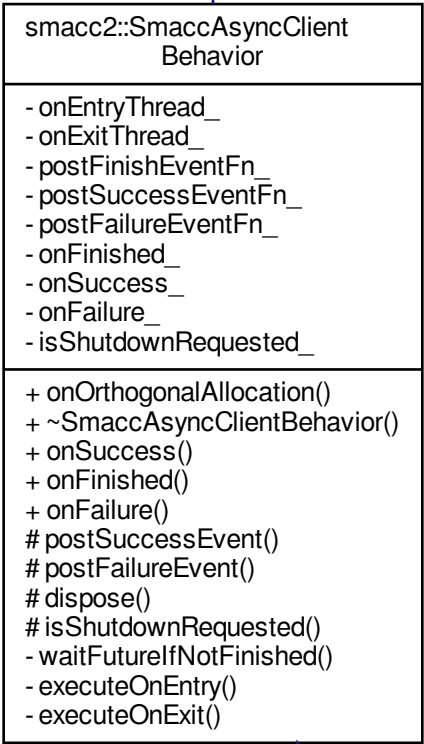 smacc2::SmaccAsyncClient
Behavior
- onEntryThread_
- onExitThread_
- postFinishEventFn_
- postSuccessEventFn_
- postFailureEventFn_
- onFinished_
- onSuccess_
- onFailure_
- isShutdownRequested_
+ onOrthogonalAllocation()
+ ~SmaccAsyncClientBehavior()
+ onSuccess()
+ onFinished()
+ onFailure()
# postSuccessEvent()
# postFailureEvent()
# dispose()
# isShutdownRequested()
- waitFutureIfNotFinished()
- executeOnEntry()
- executeOnExit()